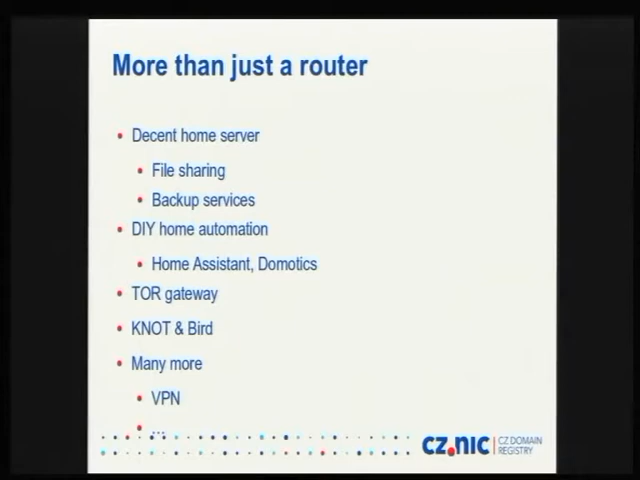 More than just a router
Decent home server
File sharing
Backup services
DIY home automation
Home Assistant, Domotics
TOR gateway
KNOT & Bird
Many more
VPN
...
CZ.NIC
CZ DOMAIN
REGISTRY